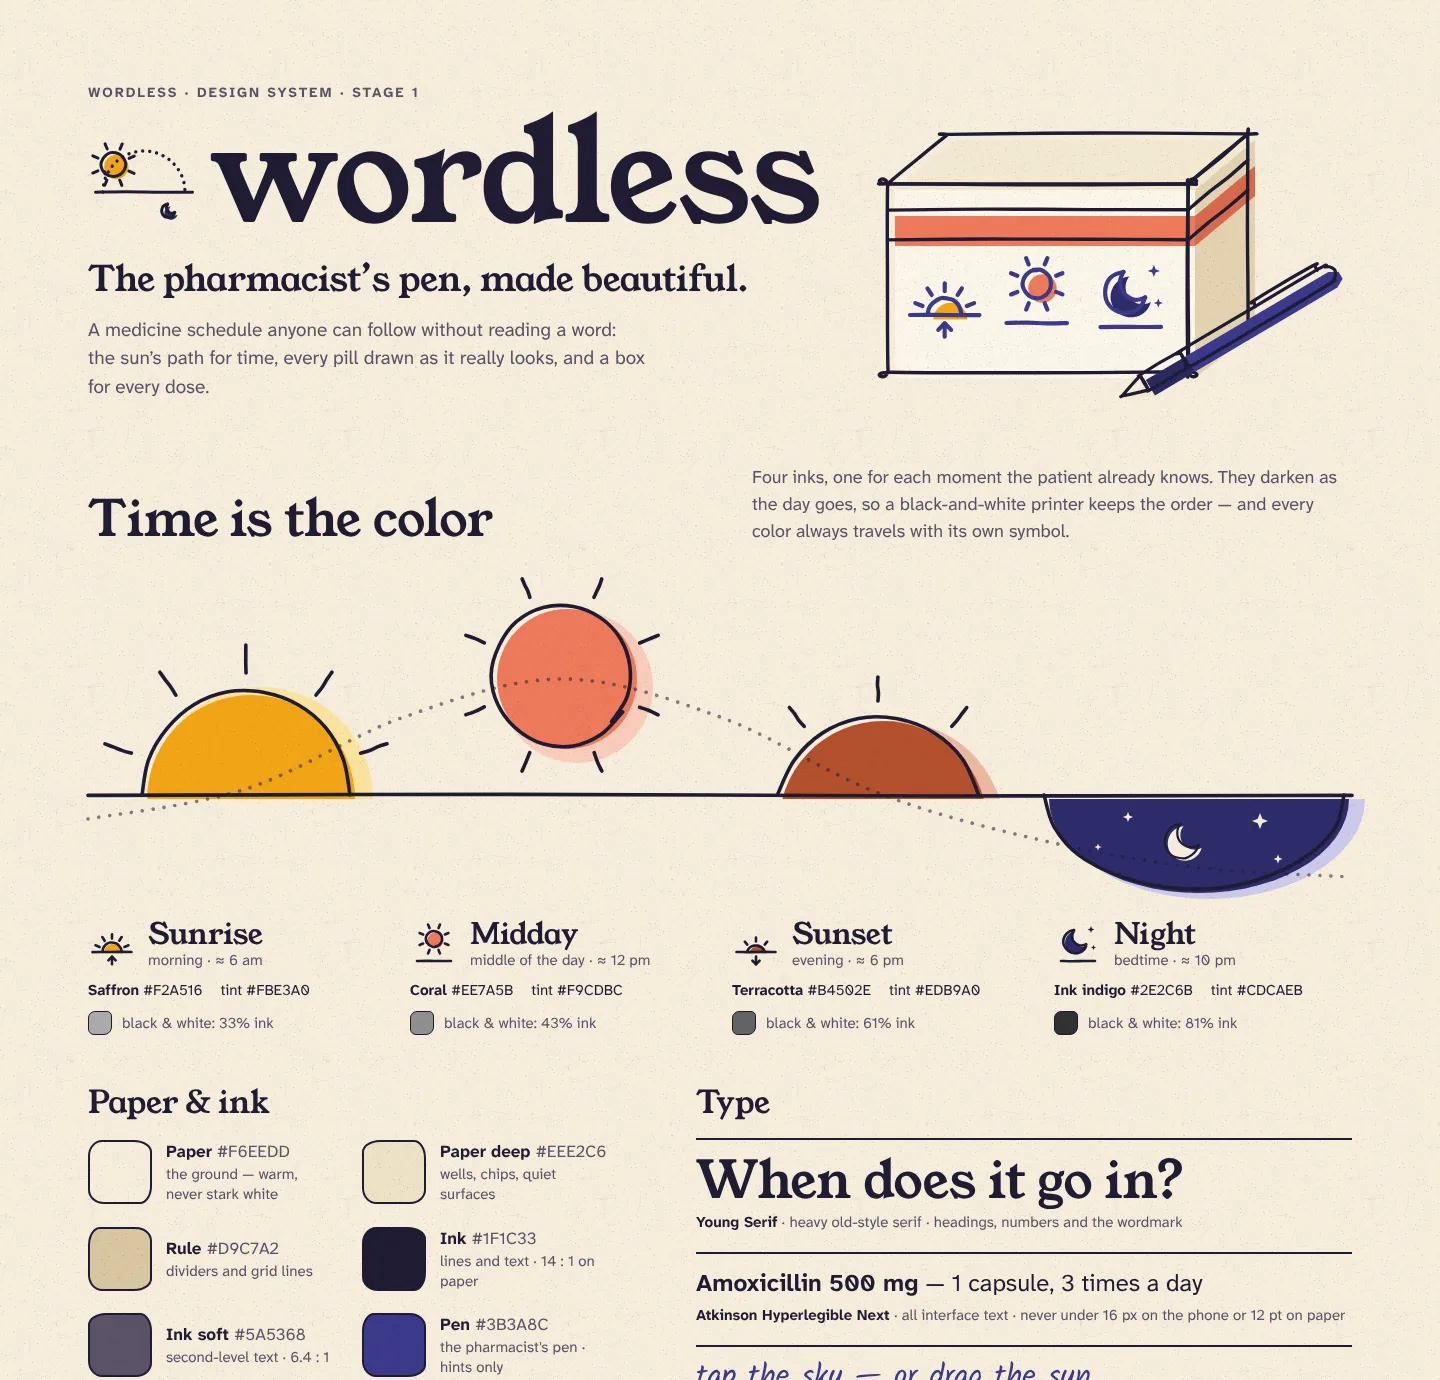 WORDLESS · DESIGN SYSTEM · STAGE 1
wordless
The pharmacist’s pen, made beautiful.
A medicine schedule anyone can follow without reading a word:
the sun’s path for time, every pill drawn as it really looks, and a box
for every dose.
Time is the color
Four inks, one for each moment the patient already knows. They darken as
the day goes, so a black-and-white printer keeps the order — and every
color always travels with its own symbol.
Sunrise
morning · ≈ 6 am
Saffron #F2A516 tint #FBE3A0
black & white: 33% ink
Midday
middle of the day · ≈ 12 pm
Coral #EE7A5B tint #F9CDBC
black & white: 43% ink
Sunset
evening · ≈ 6 pm
Terracotta #B4502E tint #EDB9A0
black & white: 61% ink
Night
bedtime · ≈ 10 pm
Ink indigo #2E2C6B tint #CDCAEB
black & white: 81% ink
Paper & ink
Paper #F6EEDD
the ground — warm,
never stark white
Paper deep #EEE2C6
wells, chips, quiet
surfaces
Rule #D9C7A2
dividers and grid lines
Ink #1F1C33
lines and text · 14 : 1 on
paper
Ink soft #5A5368
second-level text · 6.4 : 1
Pen #3B3A8C
the pharmacist's pen ·
hints only
Type
When does it go in?
Young Serif · heavy old-style serif · headings, numbers and the wordmark
Amoxicillin 500 mg — 1 capsule, 3 times a day
Atkinson Hyperlegible Next · all interface text · never under 16 px on the phone or 12 pt on paper
tap the sky — or drag the sun